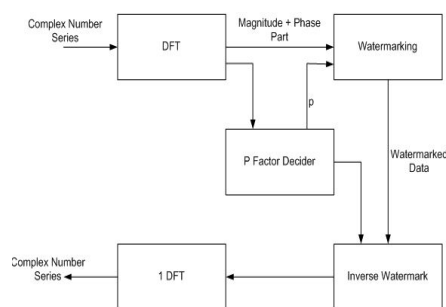 Complex Number
Series
DFT
Magnitude + Phase
Part
Watermarking
p
P Factor Decider
Watermarked
Data
Complex Number
Series
1 DFT
Inverse Watermark